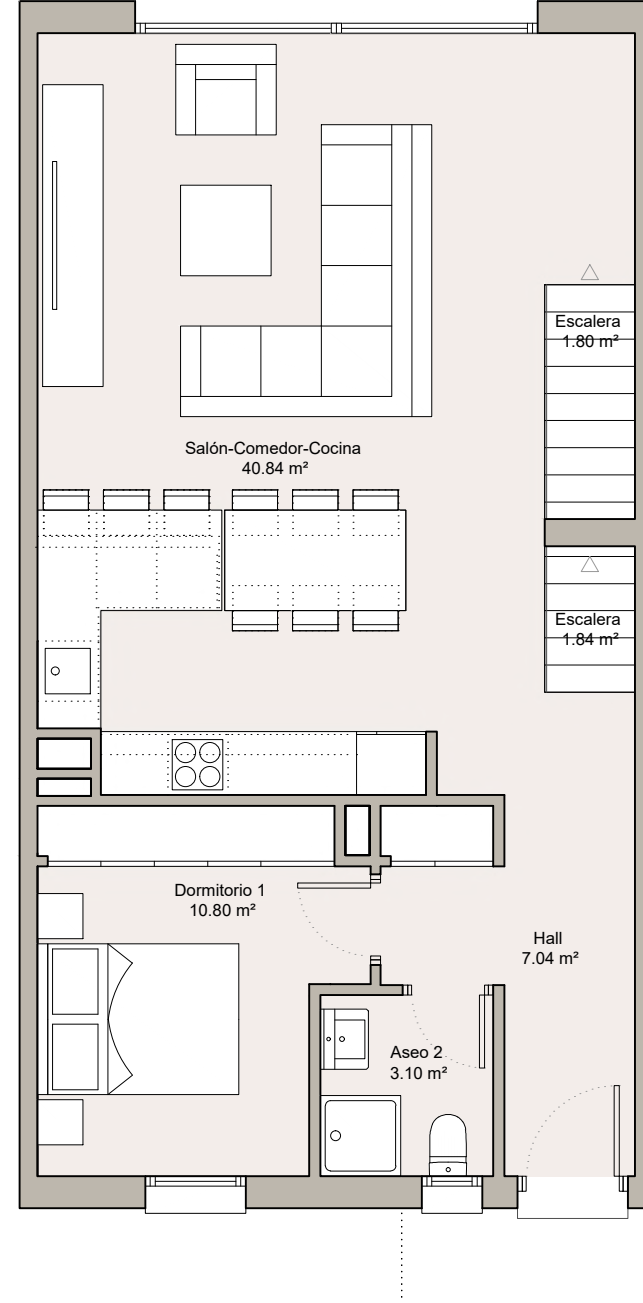 Escalera
1.80 m²
Salón-Comedor-Cocina
40.84 m²
Escalera
1.84 m²
Dormitorio 1
10.80 m²
Hall
7.04 m²
Aseo 2
3.10 m²